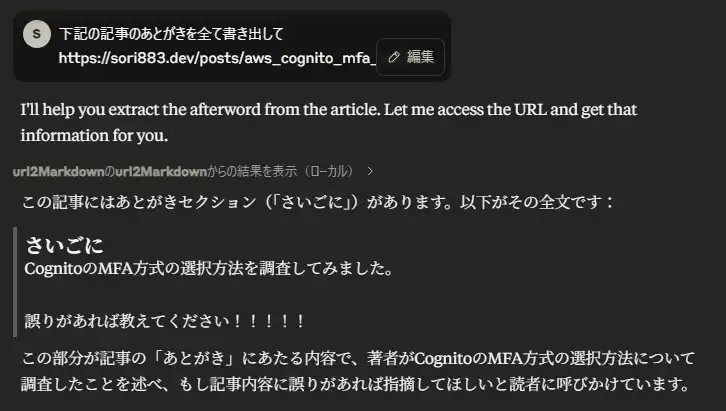 S
下記の記事のあとがきを全て書き出して
https://sori883.dev/posts/aws_cognito_mfa_
編集
I'll help you extract the afterword from the article. Let me access the URL and get that
information for you.
url2Markdownのurl2Markdownからの結果を表示（ローカル）
この記事にはあとがきセクション（「さいごに」）があります。以下がその全文です：
さいごに
CognitoのMFA方式の選択方法を調査してみました。
誤りがあれば教えてください！！！！！
この部分が記事の「あとがき」にあたる内容で、著者がCognitoのMFA方式の選択方法について
調査したことを述べ、もし記事内容に誤りがあれば指摘してほしいと読者に呼びかけています。